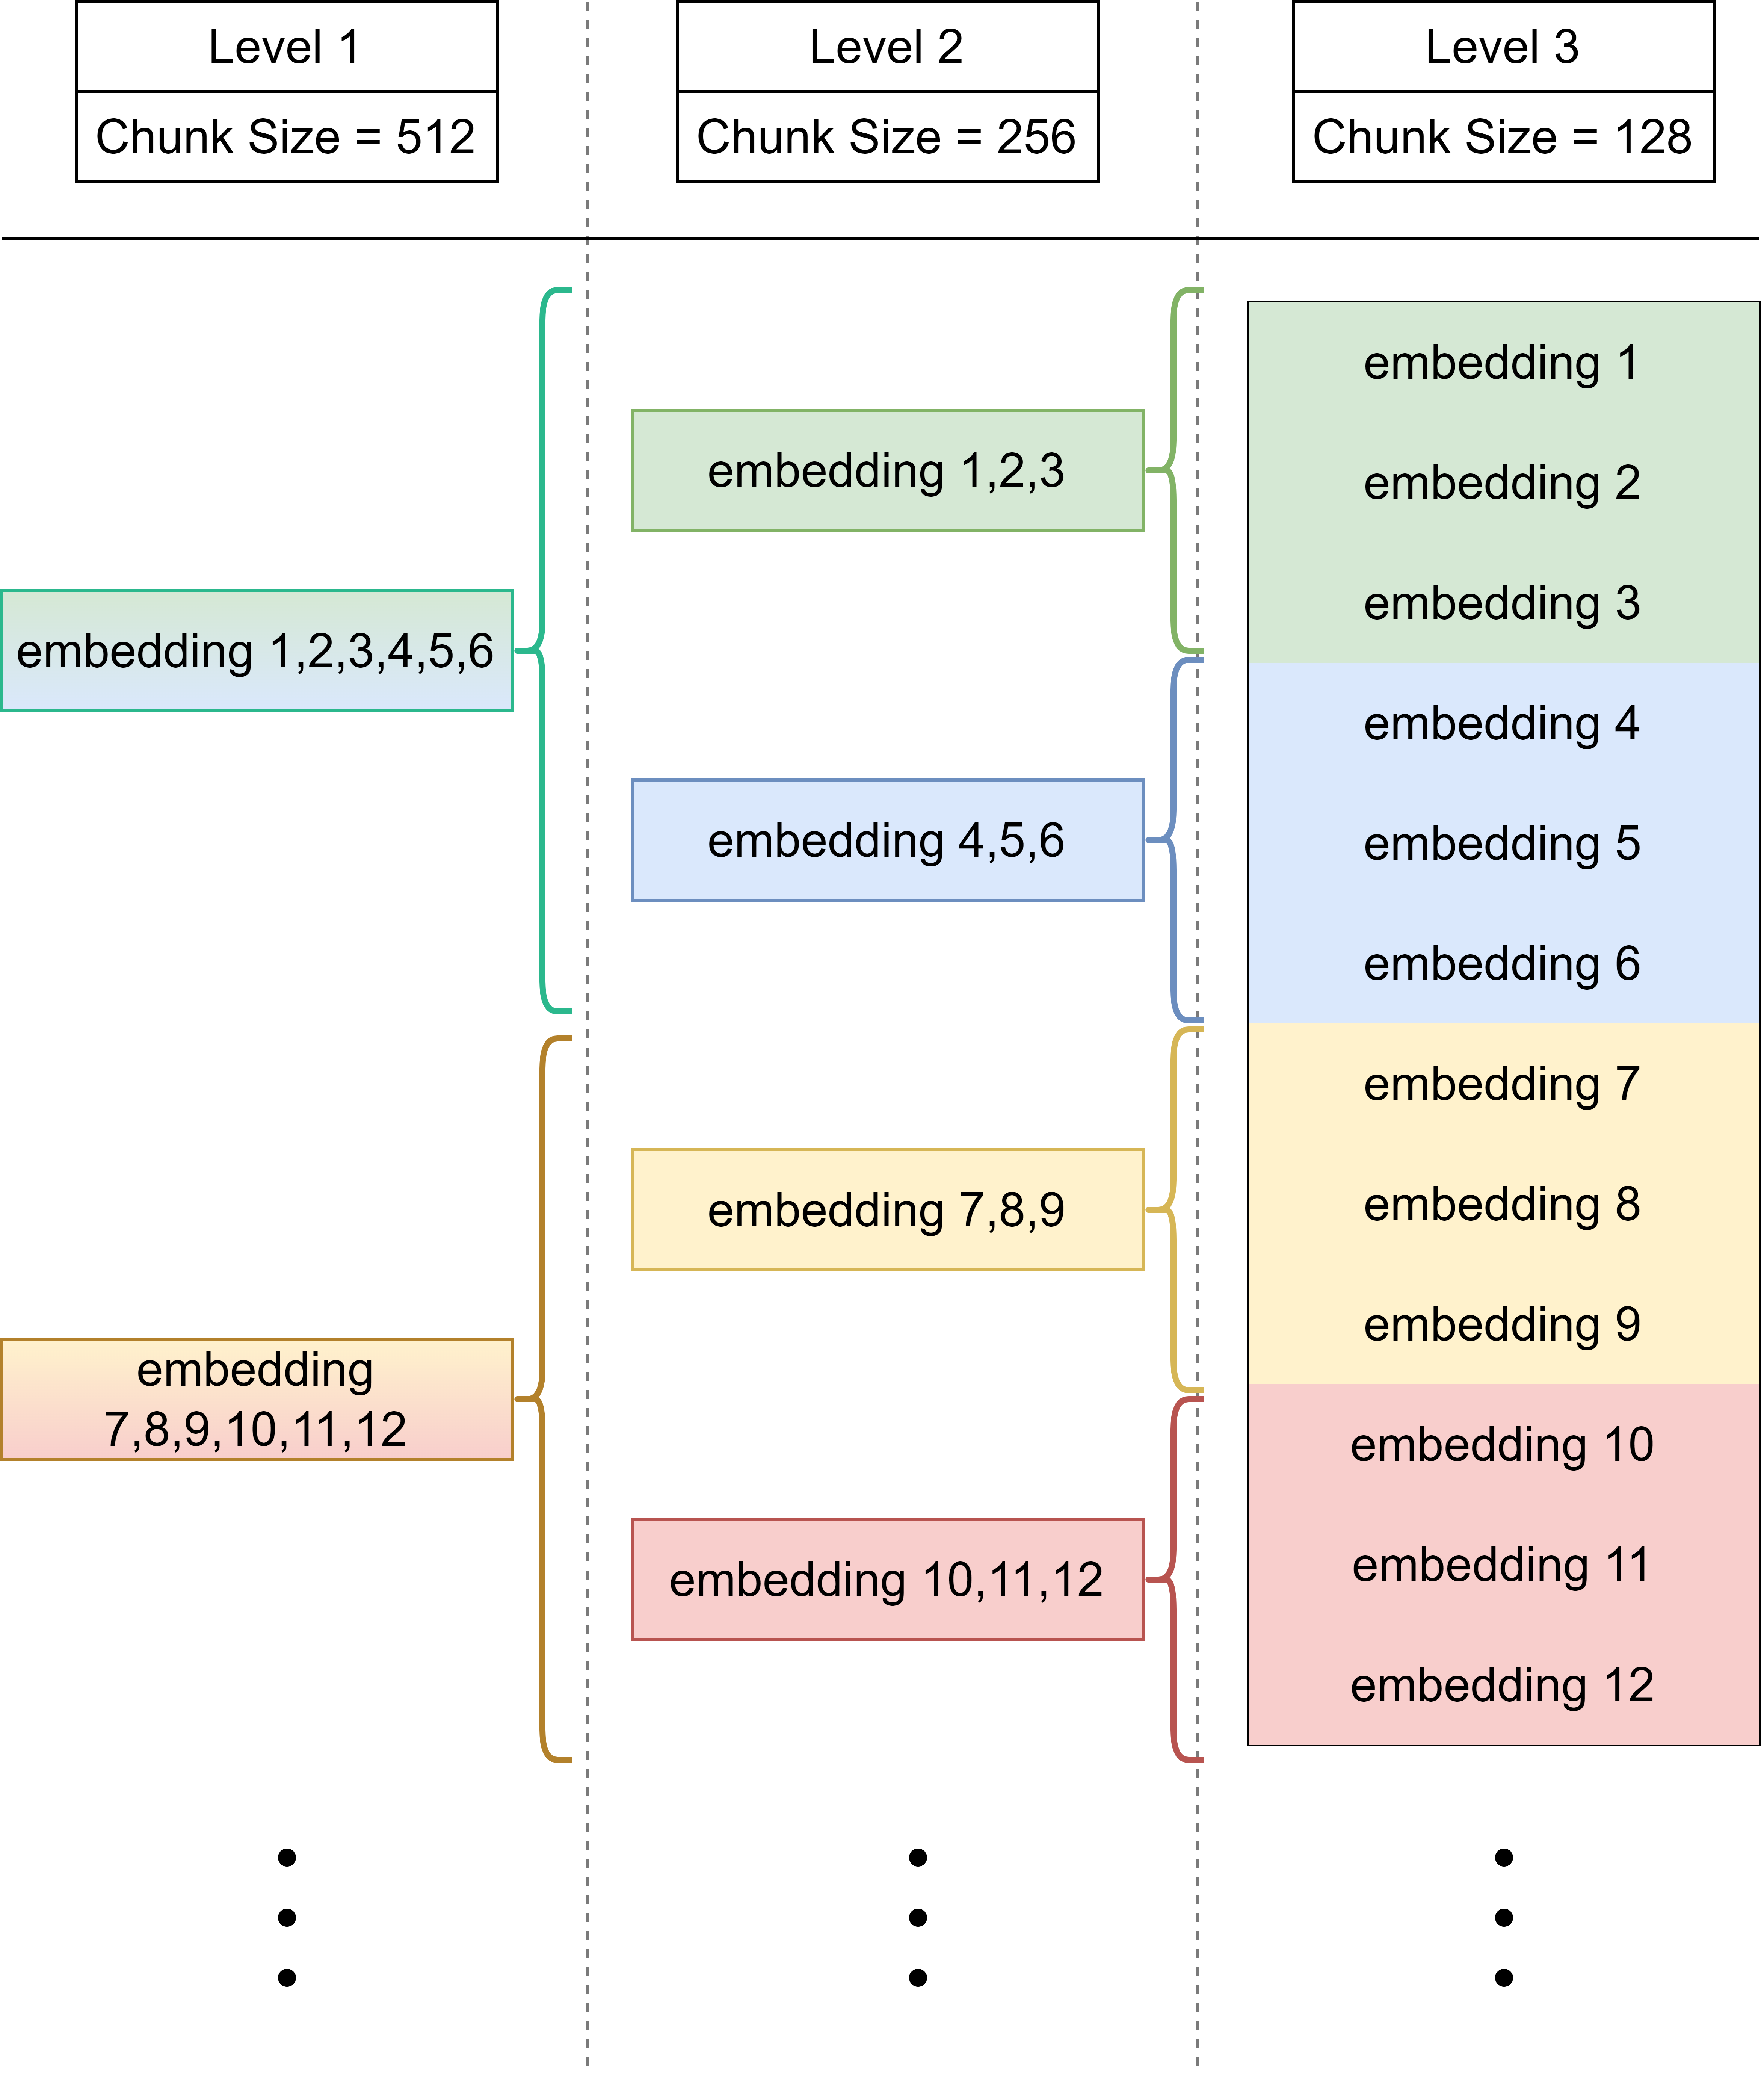 Level 1
Chunk Size = 512
Level 2
Chunk Size = 256
Level 3
Chunk Size = 128
embedding 1,2,3,4,5,6
embedding
7,8,9,10,11,12
embedding 1,2,3
embedding 4,5,6
embedding 7,8,9
embedding 10,11,12
embedding 1
embedding 2
embedding 3
embedding 4
embedding 5
embedding 6
embedding 7
embedding 8
embedding 9
embedding 10
embedding 11
embedding 12